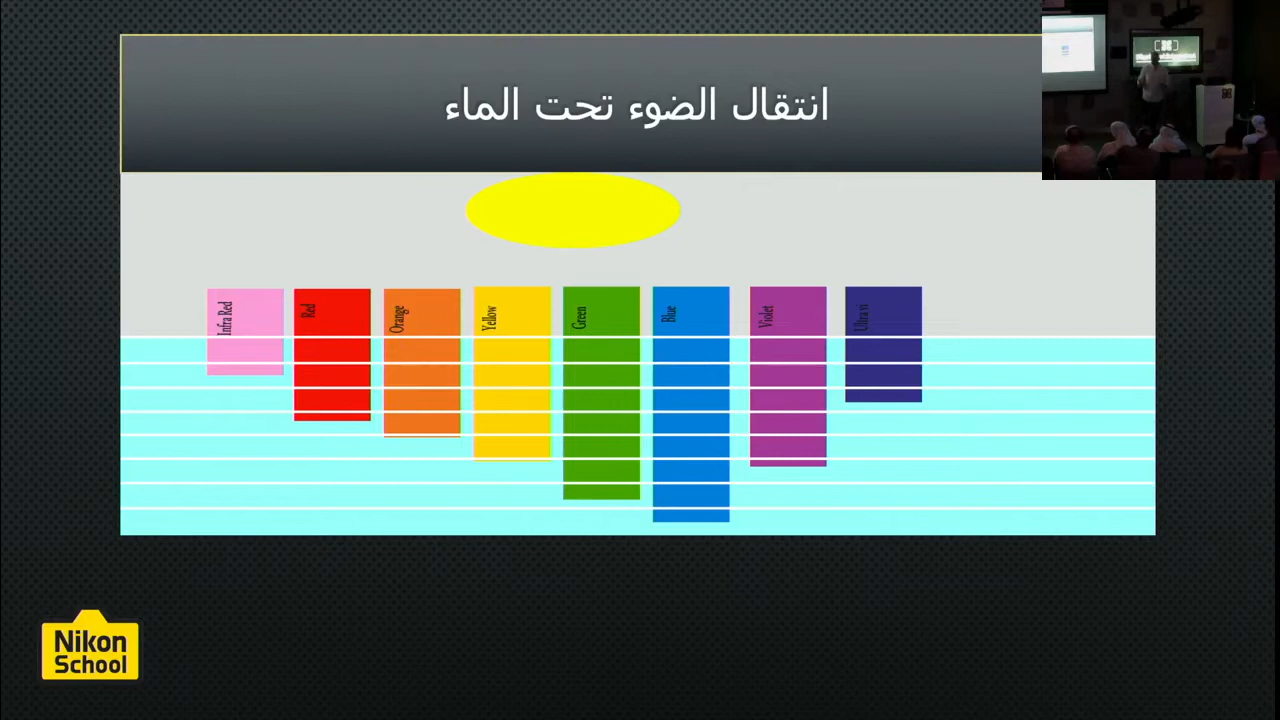 انتقال الضوء تحت الماء
Infra Red
Red
Orange
Yellow
Green
Blue
Violet
Ultra vi
Nikon
School